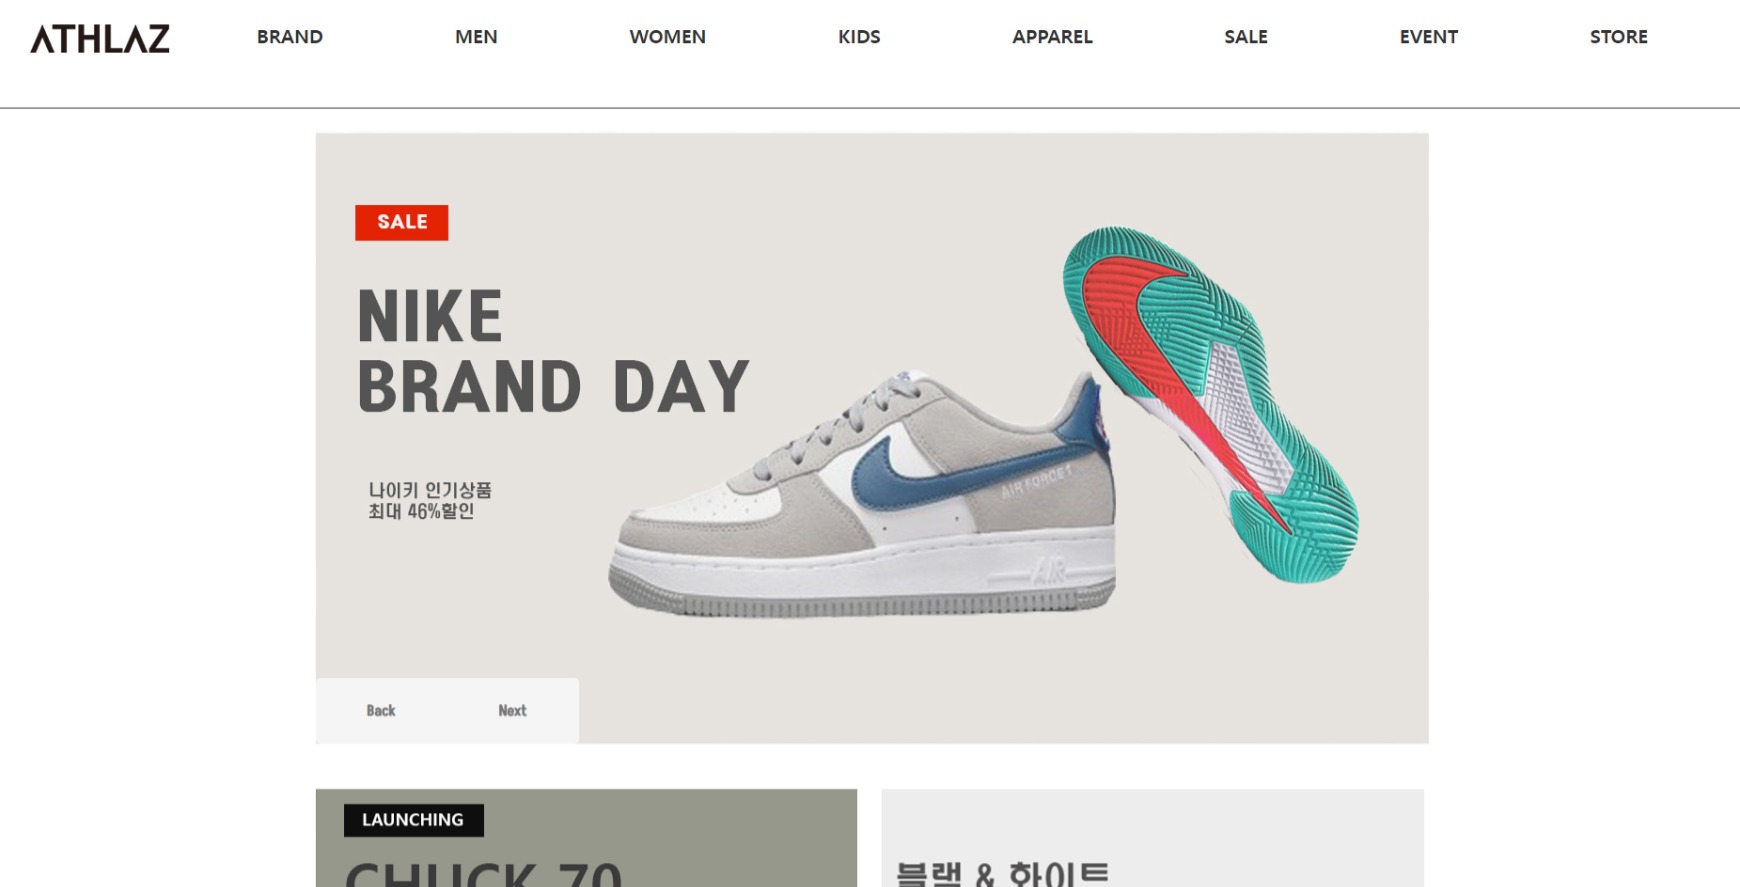 ATHLAZ BRAND MEN WOMEN KIDS APPAREL SALE EVENT STORE
SALE
NIKE
BRAND DAY
나이키 인기상품
최대 46%할인
AIR FORCE 1
AIR
Back Next
LAUNCHING
CHUCK 70
블랙 & 화이트